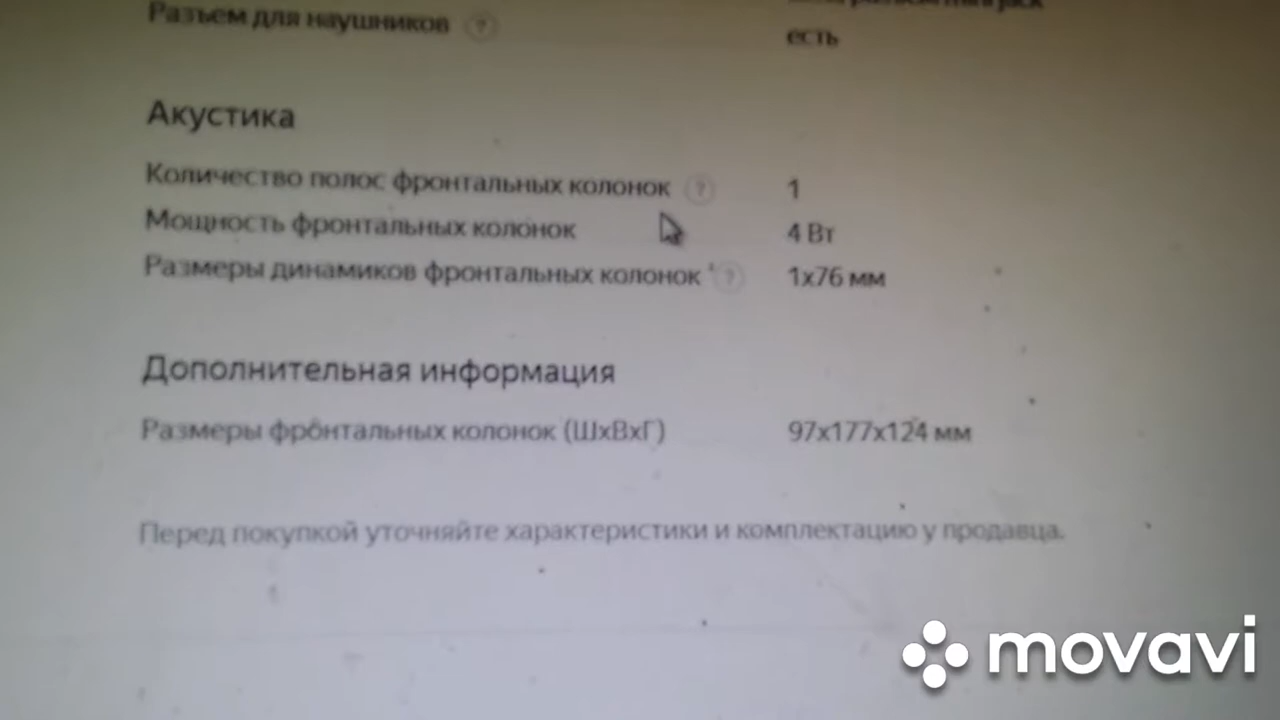 Разъем для наушников ?
есть
Акустика
Количество полос фронтальных колонок ? 1
Мощность фронтальных колонок 4 Вт
Размеры динамиков фронтальных колонок ? 1x76 мм
Дополнительная информация
Размеры фронтальных колонок (ШxВxГ) 97x177x124 мм
Перед покупкой уточняйте характеристики и комплектацию у продавца.
movavi